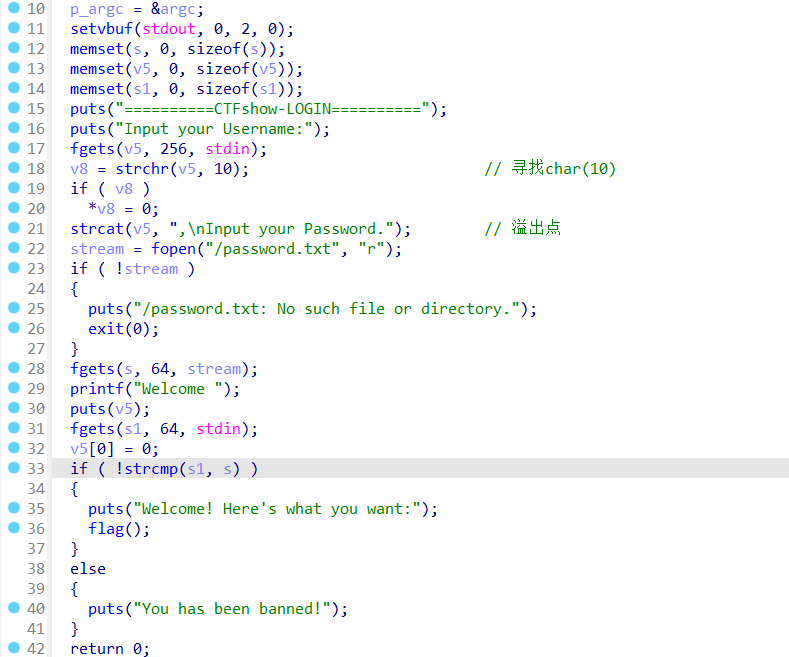 10 p_argc = &argc;
11 setvbuf(stdout, 0, 2, 0);
12 memset(s, 0, sizeof(s));
13 memset(v5, 0, sizeof(v5));
14 memset(s1, 0, sizeof(s1));
15 puts("==========CTFshow-LOGIN==========");
16 puts("Input your Username:");
17 fgets(v5, 256, stdin);
18 v8 = strchr(v5, 10); // 寻找char(10)
19 if ( v8 )
20 *v8 = 0;
21 strcat(v5, ",\nInput your Password."); // 溢出点
22 stream = fopen("/password.txt", "r");
23 if ( !stream )
24 {
25 puts("/password.txt: No such file or directory.");
26 exit(0);
27 }
28 fgets(s, 64, stream);
29 printf("Welcome ");
30 puts(v5);
31 fgets(s1, 64, stdin);
32 v5[0] = 0;
33 if ( !strcmp(s1, s) )
34 {
35 puts("Welcome! Here's what you want:");
36 flag();
37 }
38 else
39 {
40 puts("You has been banned!");
41 }
42 return 0;